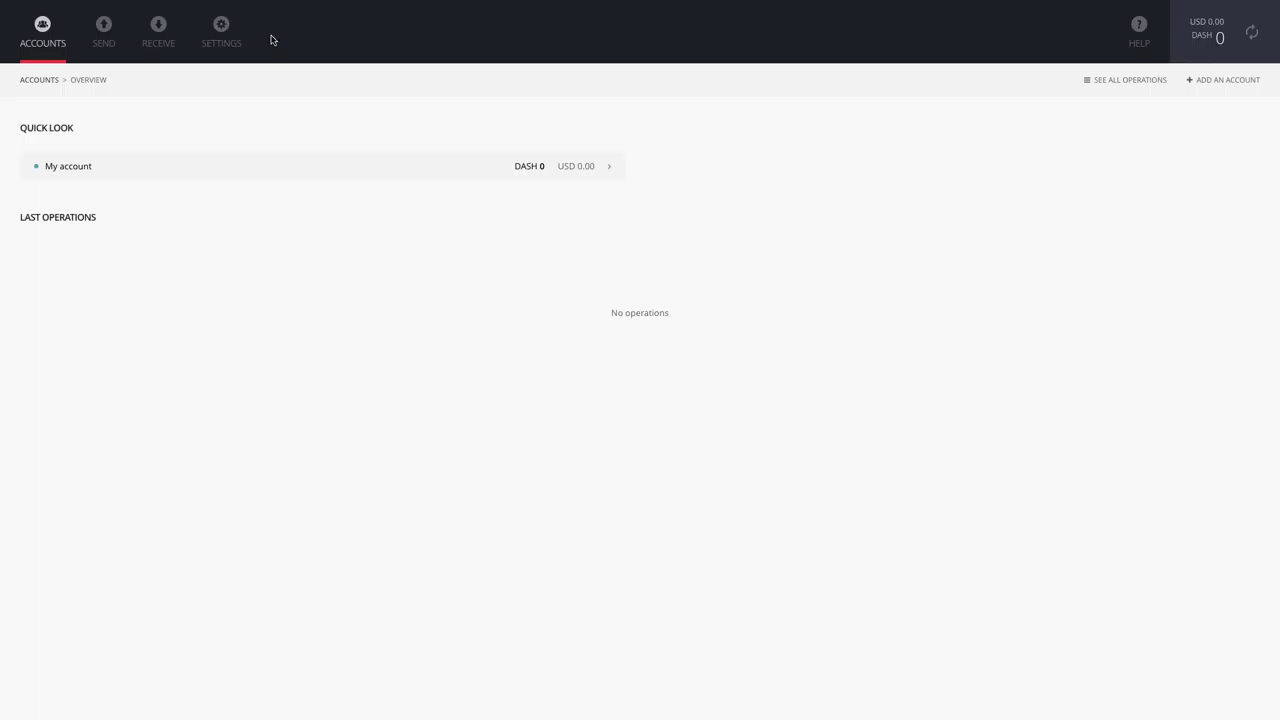 ACCOUNTS
SEND
RECEIVE
SETTINGS
HELP
USD 0.00
DASH 0
ACCOUNTS > OVERVIEW
SEE ALL OPERATIONS
ADD AN ACCOUNT
QUICK LOOK
My account DASH 0 USD 0.00
LAST OPERATIONS
No operations